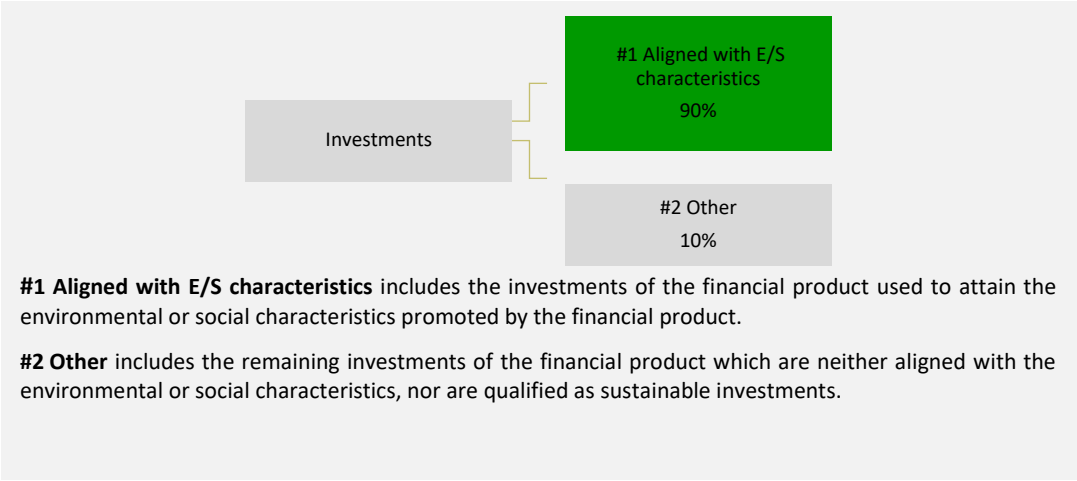 #1 Aligned with E/S
characteristics
90%
Investments
#2 Other
10%
#1 Aligned with E/S characteristics includes the investments of the financial product used to attain the
environmental or social characteristics promoted by the financial product.
#2 Other includes the remaining investments of the financial product which are neither aligned with the
environmental or social characteristics, nor are qualified as sustainable investments.